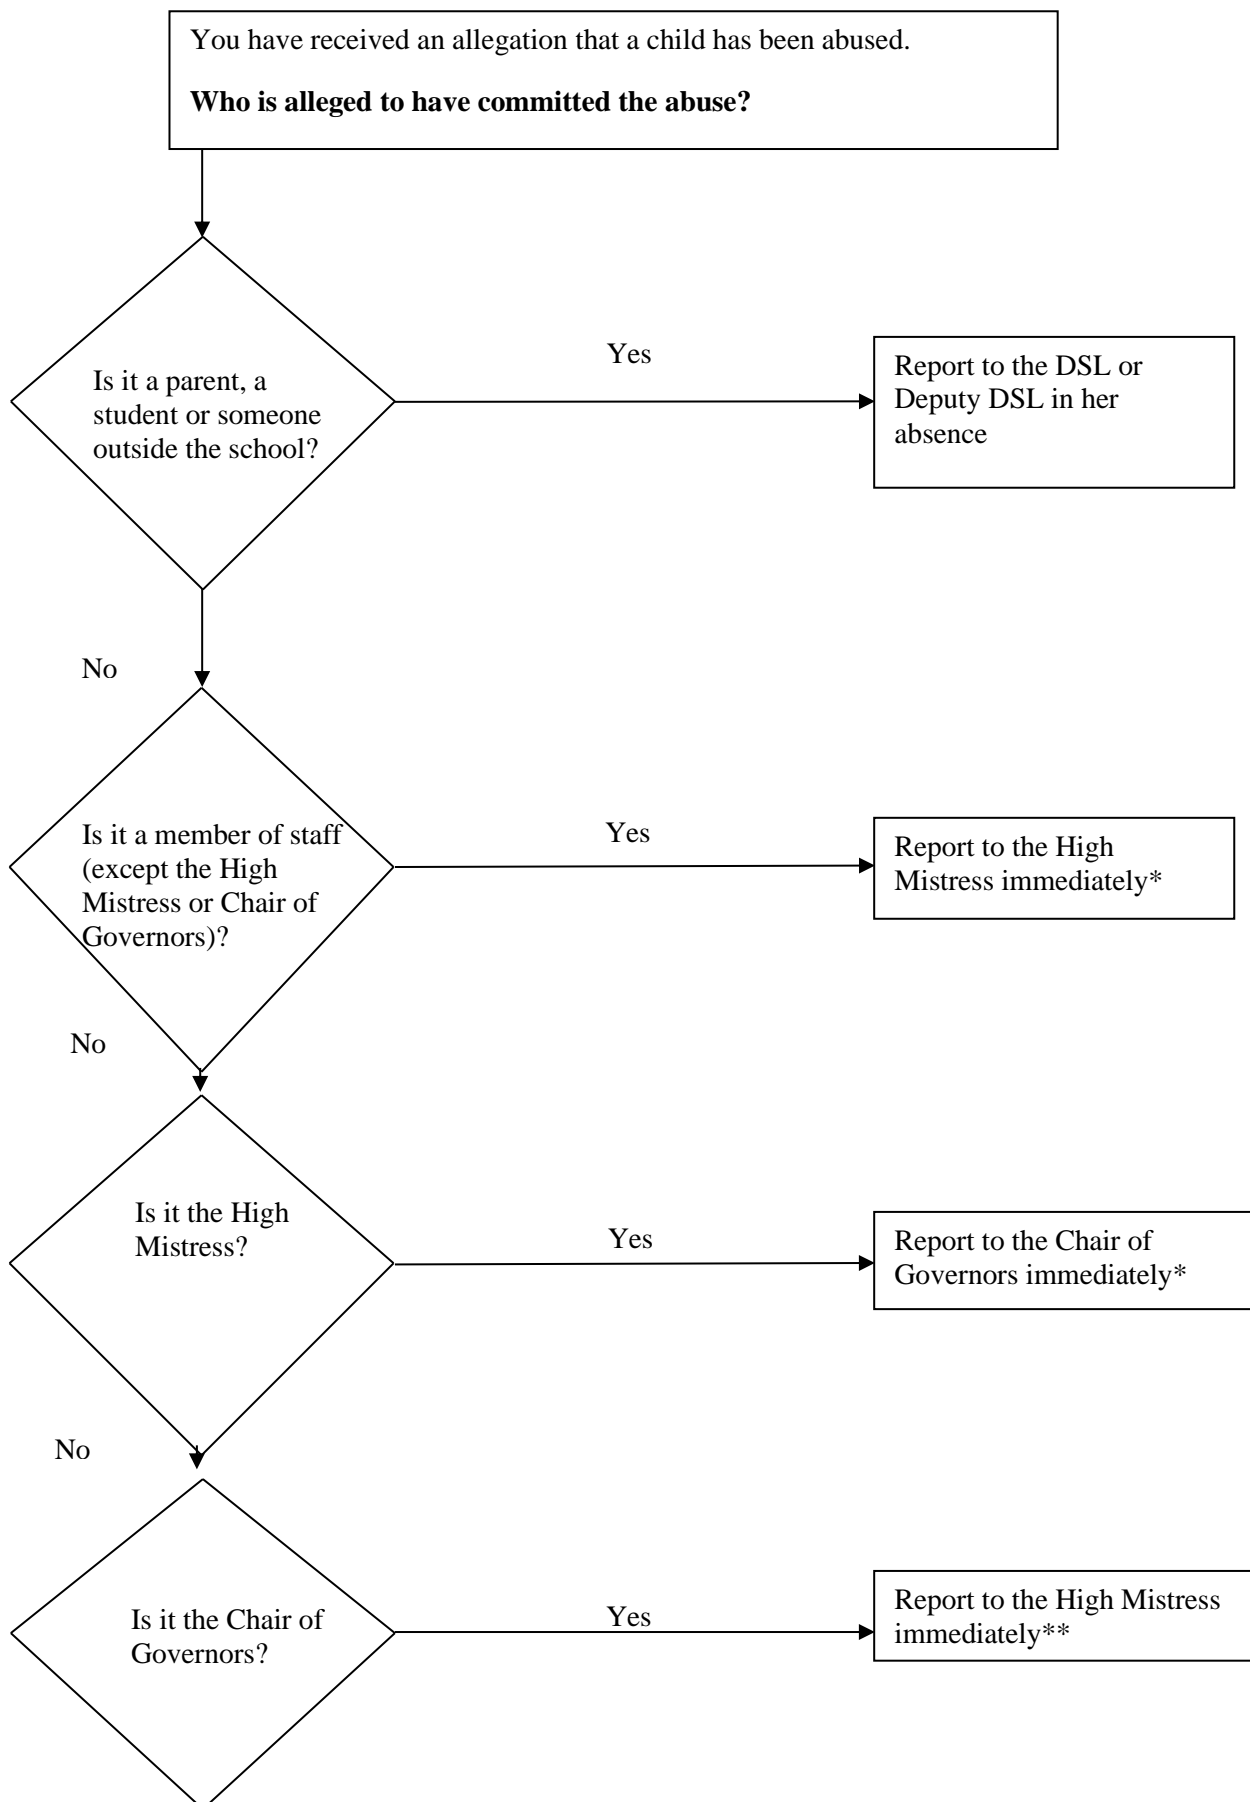 You have received an allegation that a child has been abused.
Who is alleged to have committed the abuse?
Is it a parent, a
student or someone
outside the school?
Yes
Report to the DSL or
Deputy DSL in her
absence
No
Is it a member of staff
(except the High
Mistress or Chair of
Governors)?
Yes
Report to the High
Mistress immediately*
No
Is it the High
Mistress?
Yes
Report to the Chair of
Governors immediately*
No
Is it the Chair of
Governors?
Yes
Report to the High Mistress
immediately**